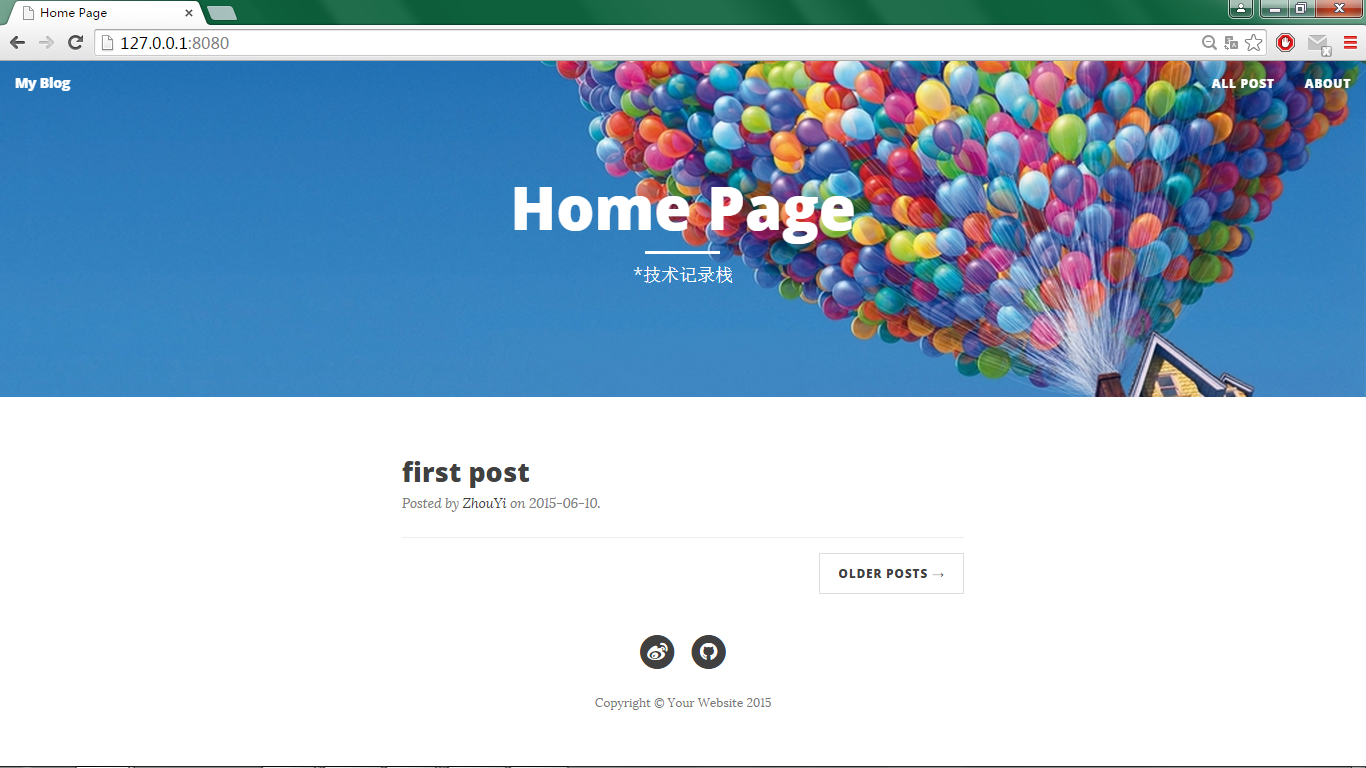 Home Page
127.0.0.1:8080
My Blog
ALL POST
ABOUT
Home Page
*技术记录栈
first post
Posted by ZhouYi on 2015-06-10.
OLDER POSTS →
Copyright © Your Website 2015